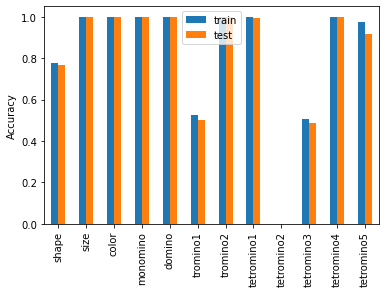 train
test
1.0
0.8
0.6
0.4
0.2
0.0
Accuracy
shape
size
color
monomino
domino
tromino1
tromino2
tetromino1
tetromino2
tetromino3
tetromino4
tetromino5